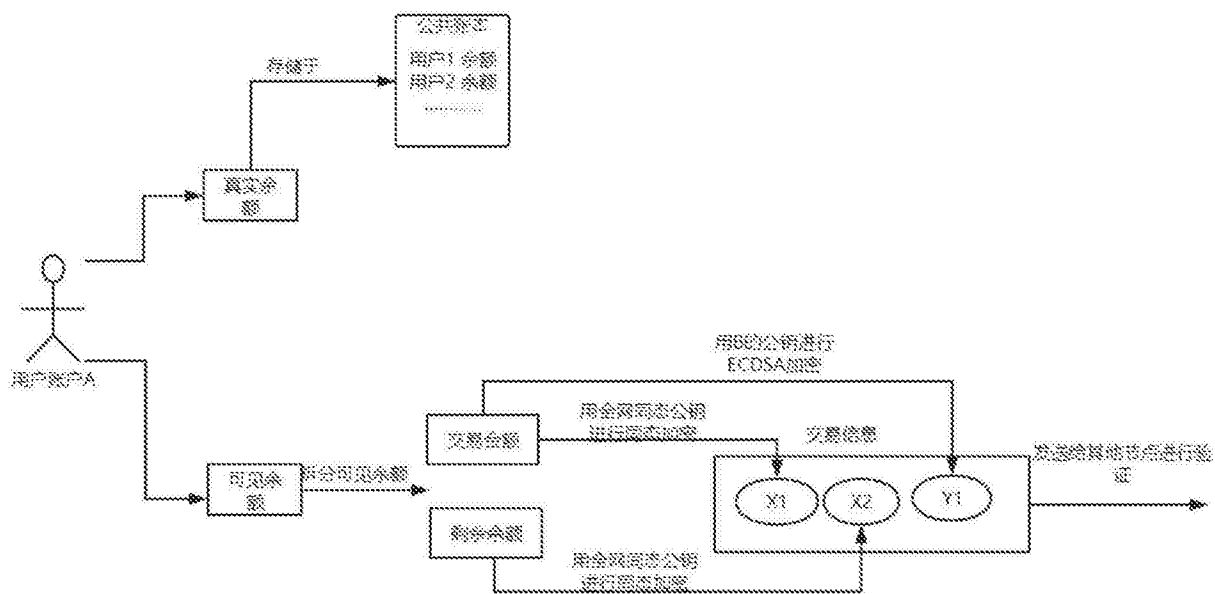 公共账本
用户1 余额
用户2 余额
············
存储于
真实余
额
用户账户A
用B的公钥进行
ECDSA加密
用全网同态公钥
进行同态加密
交易金额
交易信息
发送给其他节点进行验
证
可见余
额
拆分可见余额
X1
X2
Y1
剩余余额
用全网同态公钥
进行同态加密